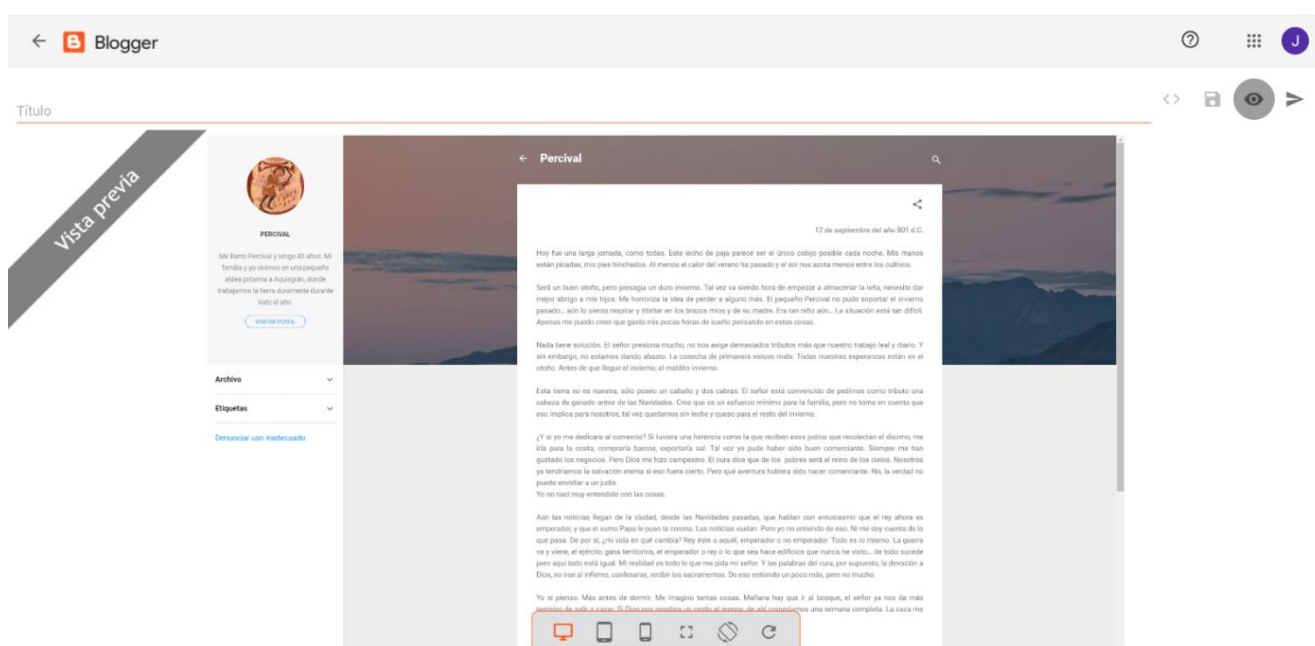 Blogger
J
Título
Vista previa
PERCIVAL
Me llamo Percival y tengo 40 años. Mi
familia y yo vivimos en una pequeña
aldea próxima a Aquisgrán, donde
trabajamos la tierra duramente durante
todo el año.
VISITAR PERFIL
Archivo
Etiquetas
Denunciar uso inadecuado
Percival
12 de septiembre del año 801 d.C.
Hoy fue una larga jornada, como todas. Este lecho de paja parece ser el único cobijo posible cada noche. Mis manos
están picadas, mis pies hinchados. Al menos el calor del verano ha pasado y el sol nos azota menos entre los cultivos.
Será un buen otoño, pero presagia un duro invierno. Tal vez va siendo hora de empezar a almacenar la leña, necesito dar
mejor abrigo a mis hijos. Me horroriza la idea de perder a alguno más. El pequeño Percival no pudo soportar el invierno
pasado... aún lo siento respirar y titiritar en los brazos míos y de su madre. Era tan niño aún... La situación está tan difícil.
Apenas me puedo creer que gasto mis pocas horas de sueño pensando en estas cosas.
Nada tiene solución. El señor presiona mucho, no nos exige demasiados tributos más que nuestro trabajo leal y diario. Y
sin embargo, no estamos dando abasto. La cosecha de primavera estuvo mala. Todas nuestras esperanzas están en el
otoño. Antes de que llegue el invierno, el maldito invierno.
Esta tierra no es nuestra, sólo poseo un caballo y dos cabras. El señor está convencido de pedirnos como tributo una
cabeza de ganado antes de las Navidades. Cree que es un esfuerzo mínimo para la familia, pero no toma en cuenta que
eso implica para nosotros, tal vez quedarnos sin leche y queso para el resto del invierno.
¿Y si yo me dedicara al comercio? Si tuviera una herencia como la que reciben esos judíos que recolectan el diezmo, me
iría para la costa, compraría barcos, exportaría sal. Tal vez yo pude haber sido buen comerciante. Siempre me han
gustado los negocios. Pero Dios me hizo campesino. El cura dice que de los pobres será el reino de los cielos. Nosotros
ya tendríamos la salvación eterna si eso fuera cierto. Pero qué aventura hubiera sido nacer comerciante. No, la verdad no
puedo envidiar a un judío.
Yo no nací muy entendido con las cosas.
Aún las noticias llegan de la ciudad, desde las Navidades pasadas, que hablan con entusiasmo que el rey ahora es
emperador, y que el sumo Papa le puso la corona. Las noticias vuelan. Pero yo no entiendo de eso. Ni me doy cuenta de lo
que pasa. De por sí, ¿mi vida en qué cambia? Rey éste o aquél, emperador o no emperador. Todo es lo mismo. La guerra
va y viene, el ejército gana territorios, el emperador o rey o lo que sea hace edificios que nunca he visto... de todo sucede
pero aquí todo está igual. Mi realidad es todo lo que me pida mi señor. Y las palabras del cura, por supuesto, la devoción a
Dios, no irse al infierno, confesarse, recibir los sacramentos. De eso entiendo un poco más, pero no mucho.
Yo sí pienso. Más antes de dormir. Me imagino tantas cosas. Mañana hay que ir al bosque, el señor ya nos da más
permiso de salir a cazar. Si Dios nos regalara un cerdo al menos, de ahí comeríamos una semana completa. La caza me